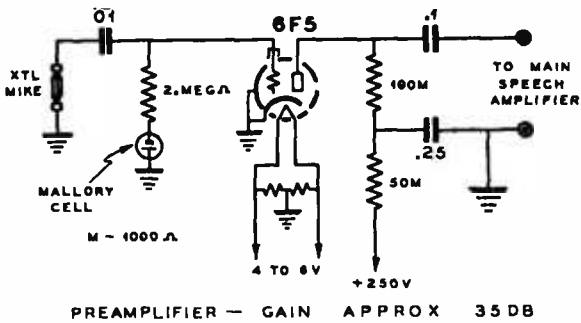 01
6F5
.1
XTL
MIKE
2.MEGΩ
100M
TO MAIN
SPEECH
AMPLIFIER
.25
MALLORY
CELL
50M
M - 1000 Ω
4 TO 6V
+250V
PREAMPLIFIER — GAIN APPROX 35DB